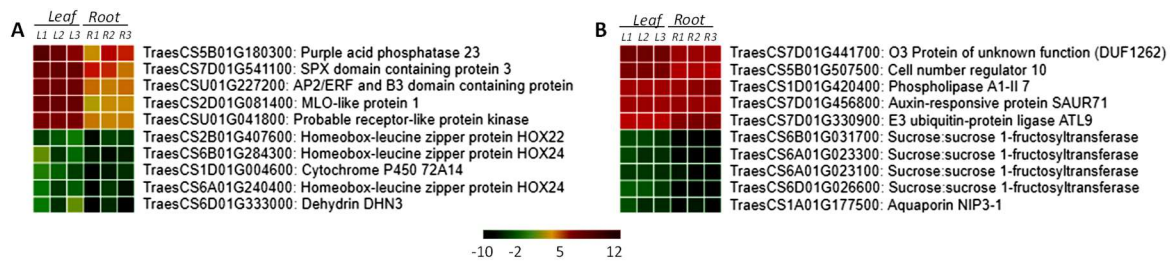 A
Leaf Root
L1 L2 L3 R1 R2 R3
TraesCS5B01G180300: Purple acid phosphatase 23
TraesCS7D01G541100: SPX domain containing protein 3
TraesCSU01G227200: AP2/ERF and B3 domain containing protein
TraesCS2D01G081400: MLO-like protein 1
TraesCSU01G041800: Probable receptor-like protein kinase
TraesCS2B01G407600: Homeobox-leucine zipper protein HOX22
TraesCS6B01G284300: Homeobox-leucine zipper protein HOX24
TraesCS1D01G004600: Cytochrome P450 72A14
TraesCS6A01G240400: Homeobox-leucine zipper protein HOX24
TraesCS6D01G333000: Dehydrin DHN3
B
Leaf Root
L1 L2 L3 R1 R2 R3
TraesCS7D01G441700: O3 Protein of unknown function (DUF1262)
TraesCS5B01G507500: Cell number regulator 10
TraesCS1D01G420400: Phospholipase A1-II 7
TraesCS7D01G456800: Auxin-responsive protein SAUR71
TraesCS7D01G330900: E3 ubiquitin-protein ligase ATL9
TraesCS6B01G031700: Sucrose:sucrose 1-fructosyltransferase
TraesCS6A01G023300: Sucrose:sucrose 1-fructosyltransferase
TraesCS6A01G023100: Sucrose:sucrose 1-fructosyltransferase
TraesCS6D01G026600: Sucrose:sucrose 1-fructosyltransferase
TraesCS1A01G177500: Aquaporin NIP3-1
-10 -2 5 12